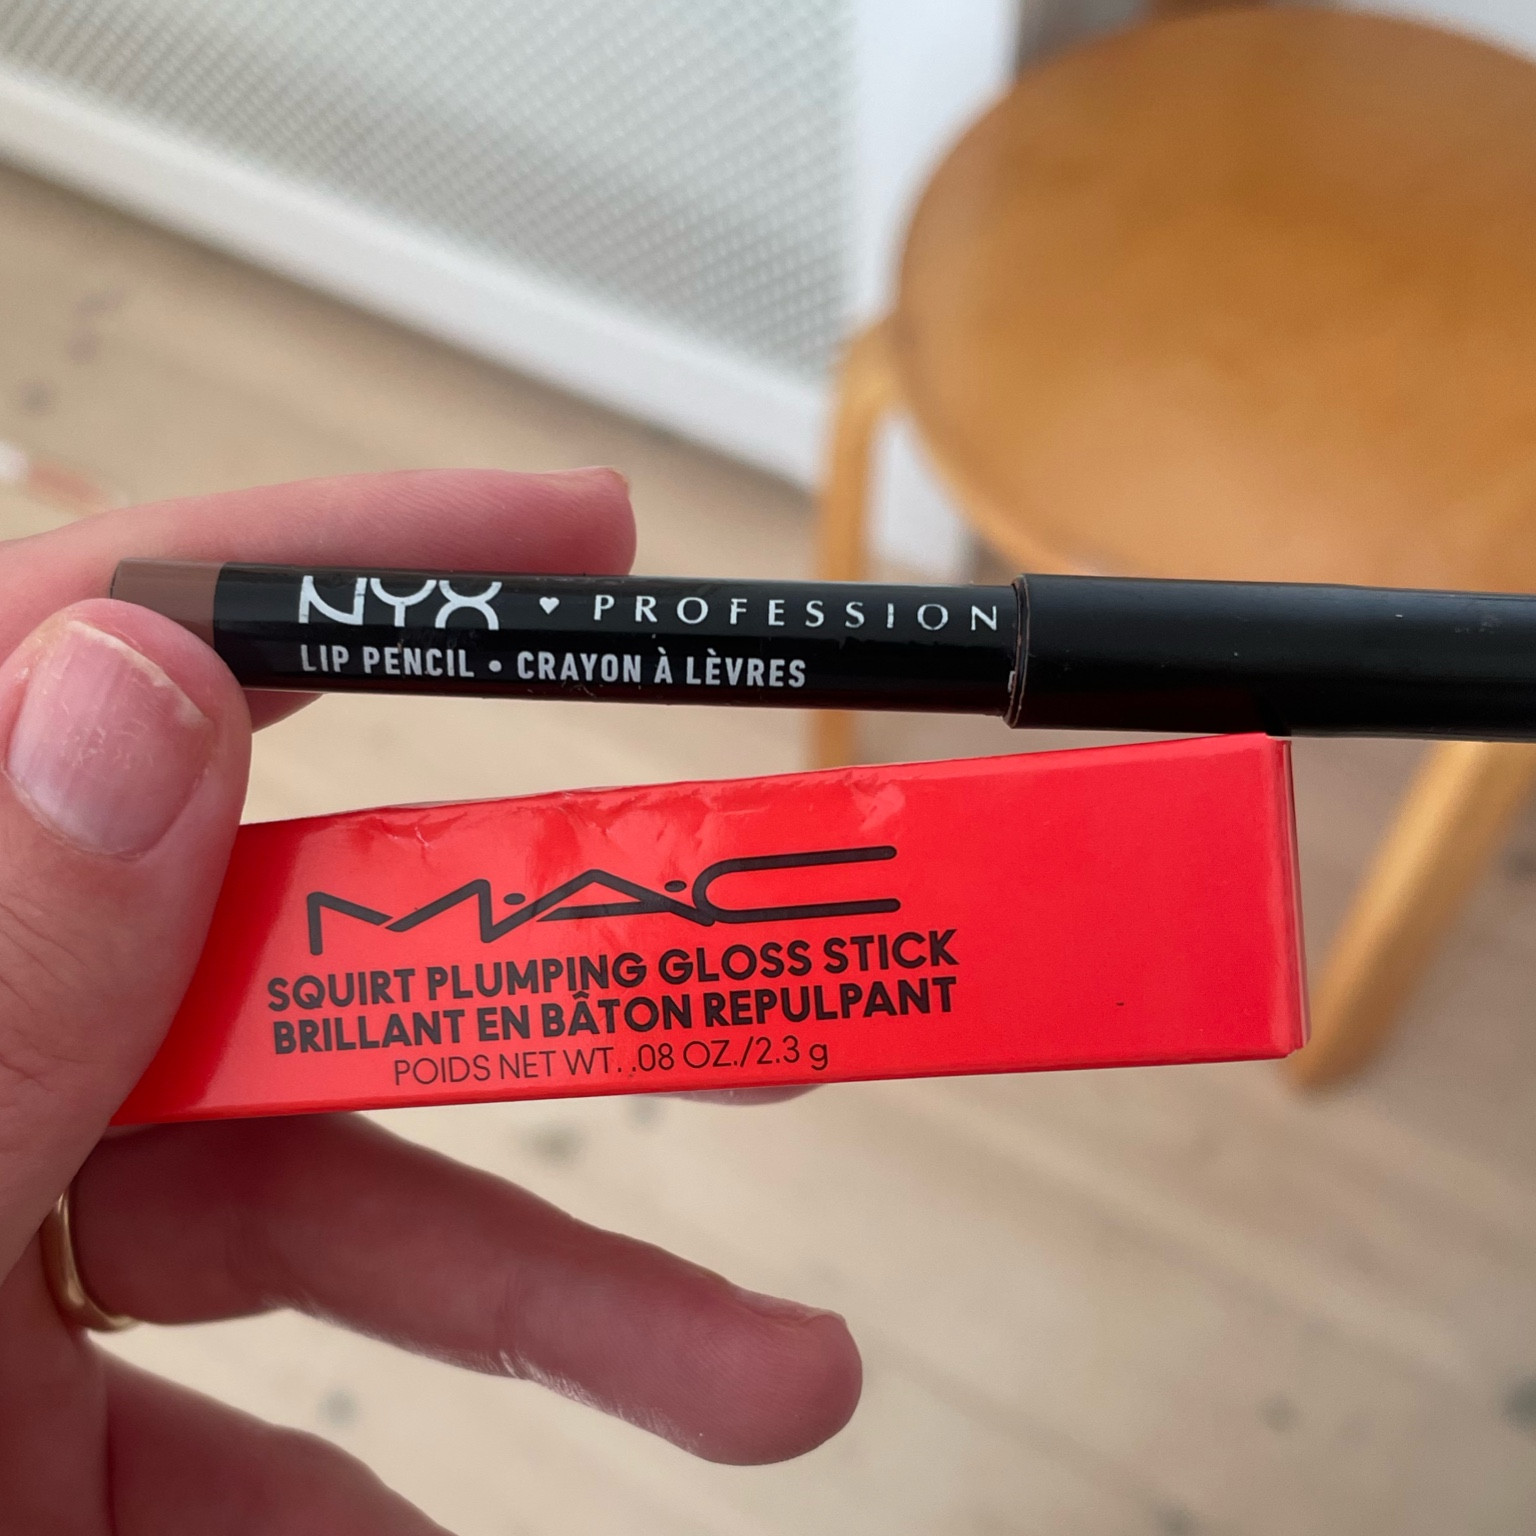 NYX ♥ PROFESSION
LIP PENCIL • CRAYON À LÈVRES
M·A·C
SQUIRT PLUMPING GLOSS STICK
BRILLANT EN BÂTON REPULPANT
POIDS NET WT. .08 OZ./2.3 g